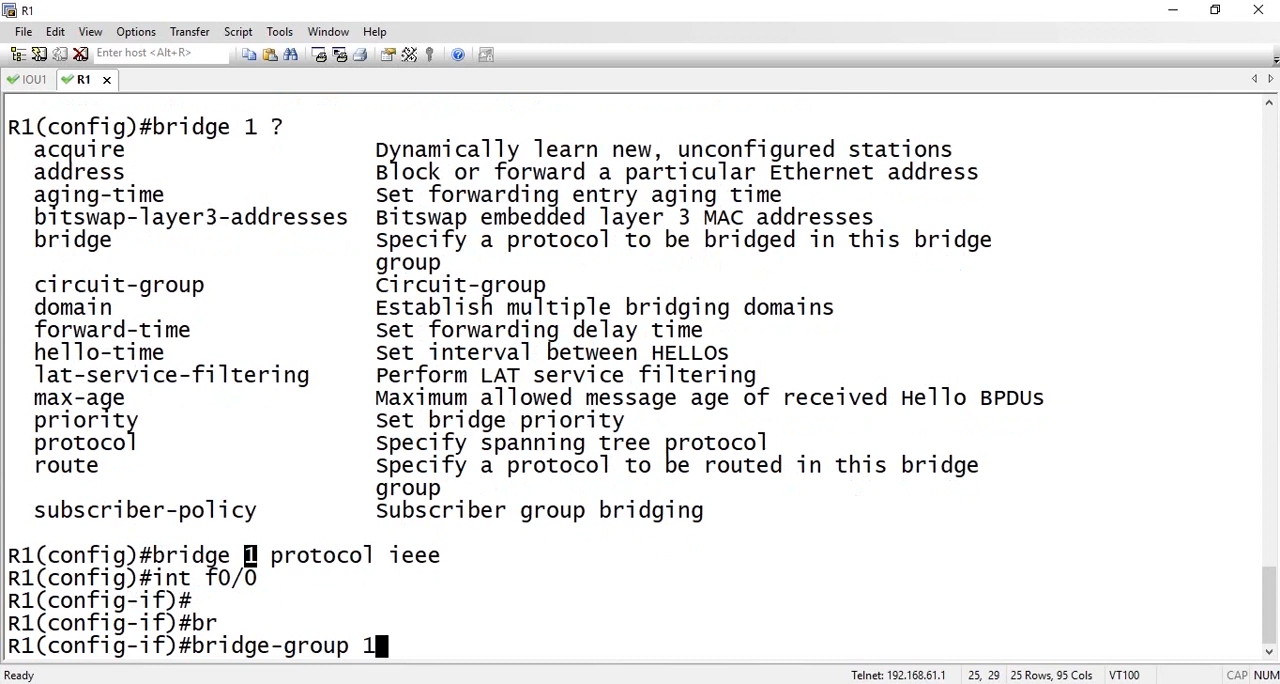 R1
File Edit View Options Transfer Script Tools Window Help
Enter host <Alt+R>
IOU1 R1
R1(config)#bridge 1 ?
acquire Dynamically learn new, unconfigured stations
address Block or forward a particular Ethernet address
aging-time Set forwarding entry aging time
bitswap-layer3-addresses Bitswap embedded layer 3 MAC addresses
bridge Specify a protocol to be bridged in this bridge
group
circuit-group Circuit-group
domain Establish multiple bridging domains
forward-time Set forwarding delay time
hello-time Set interval between HELLOs
lat-service-filtering Perform LAT service filtering
max-age Maximum allowed message age of received Hello BPDUs
priority Set bridge priority
protocol Specify spanning tree protocol
route Specify a protocol to be routed in this bridge
group
subscriber-policy Subscriber group bridging
R1(config)#bridge 1 protocol ieee
R1(config)#int f0/0
R1(config-if)#
R1(config-if)#br
R1(config-if)#bridge-group 1
Ready Telnet: 192.168.61.1 25, 29 25 Rows, 95 Cols VT100 CAP NUM